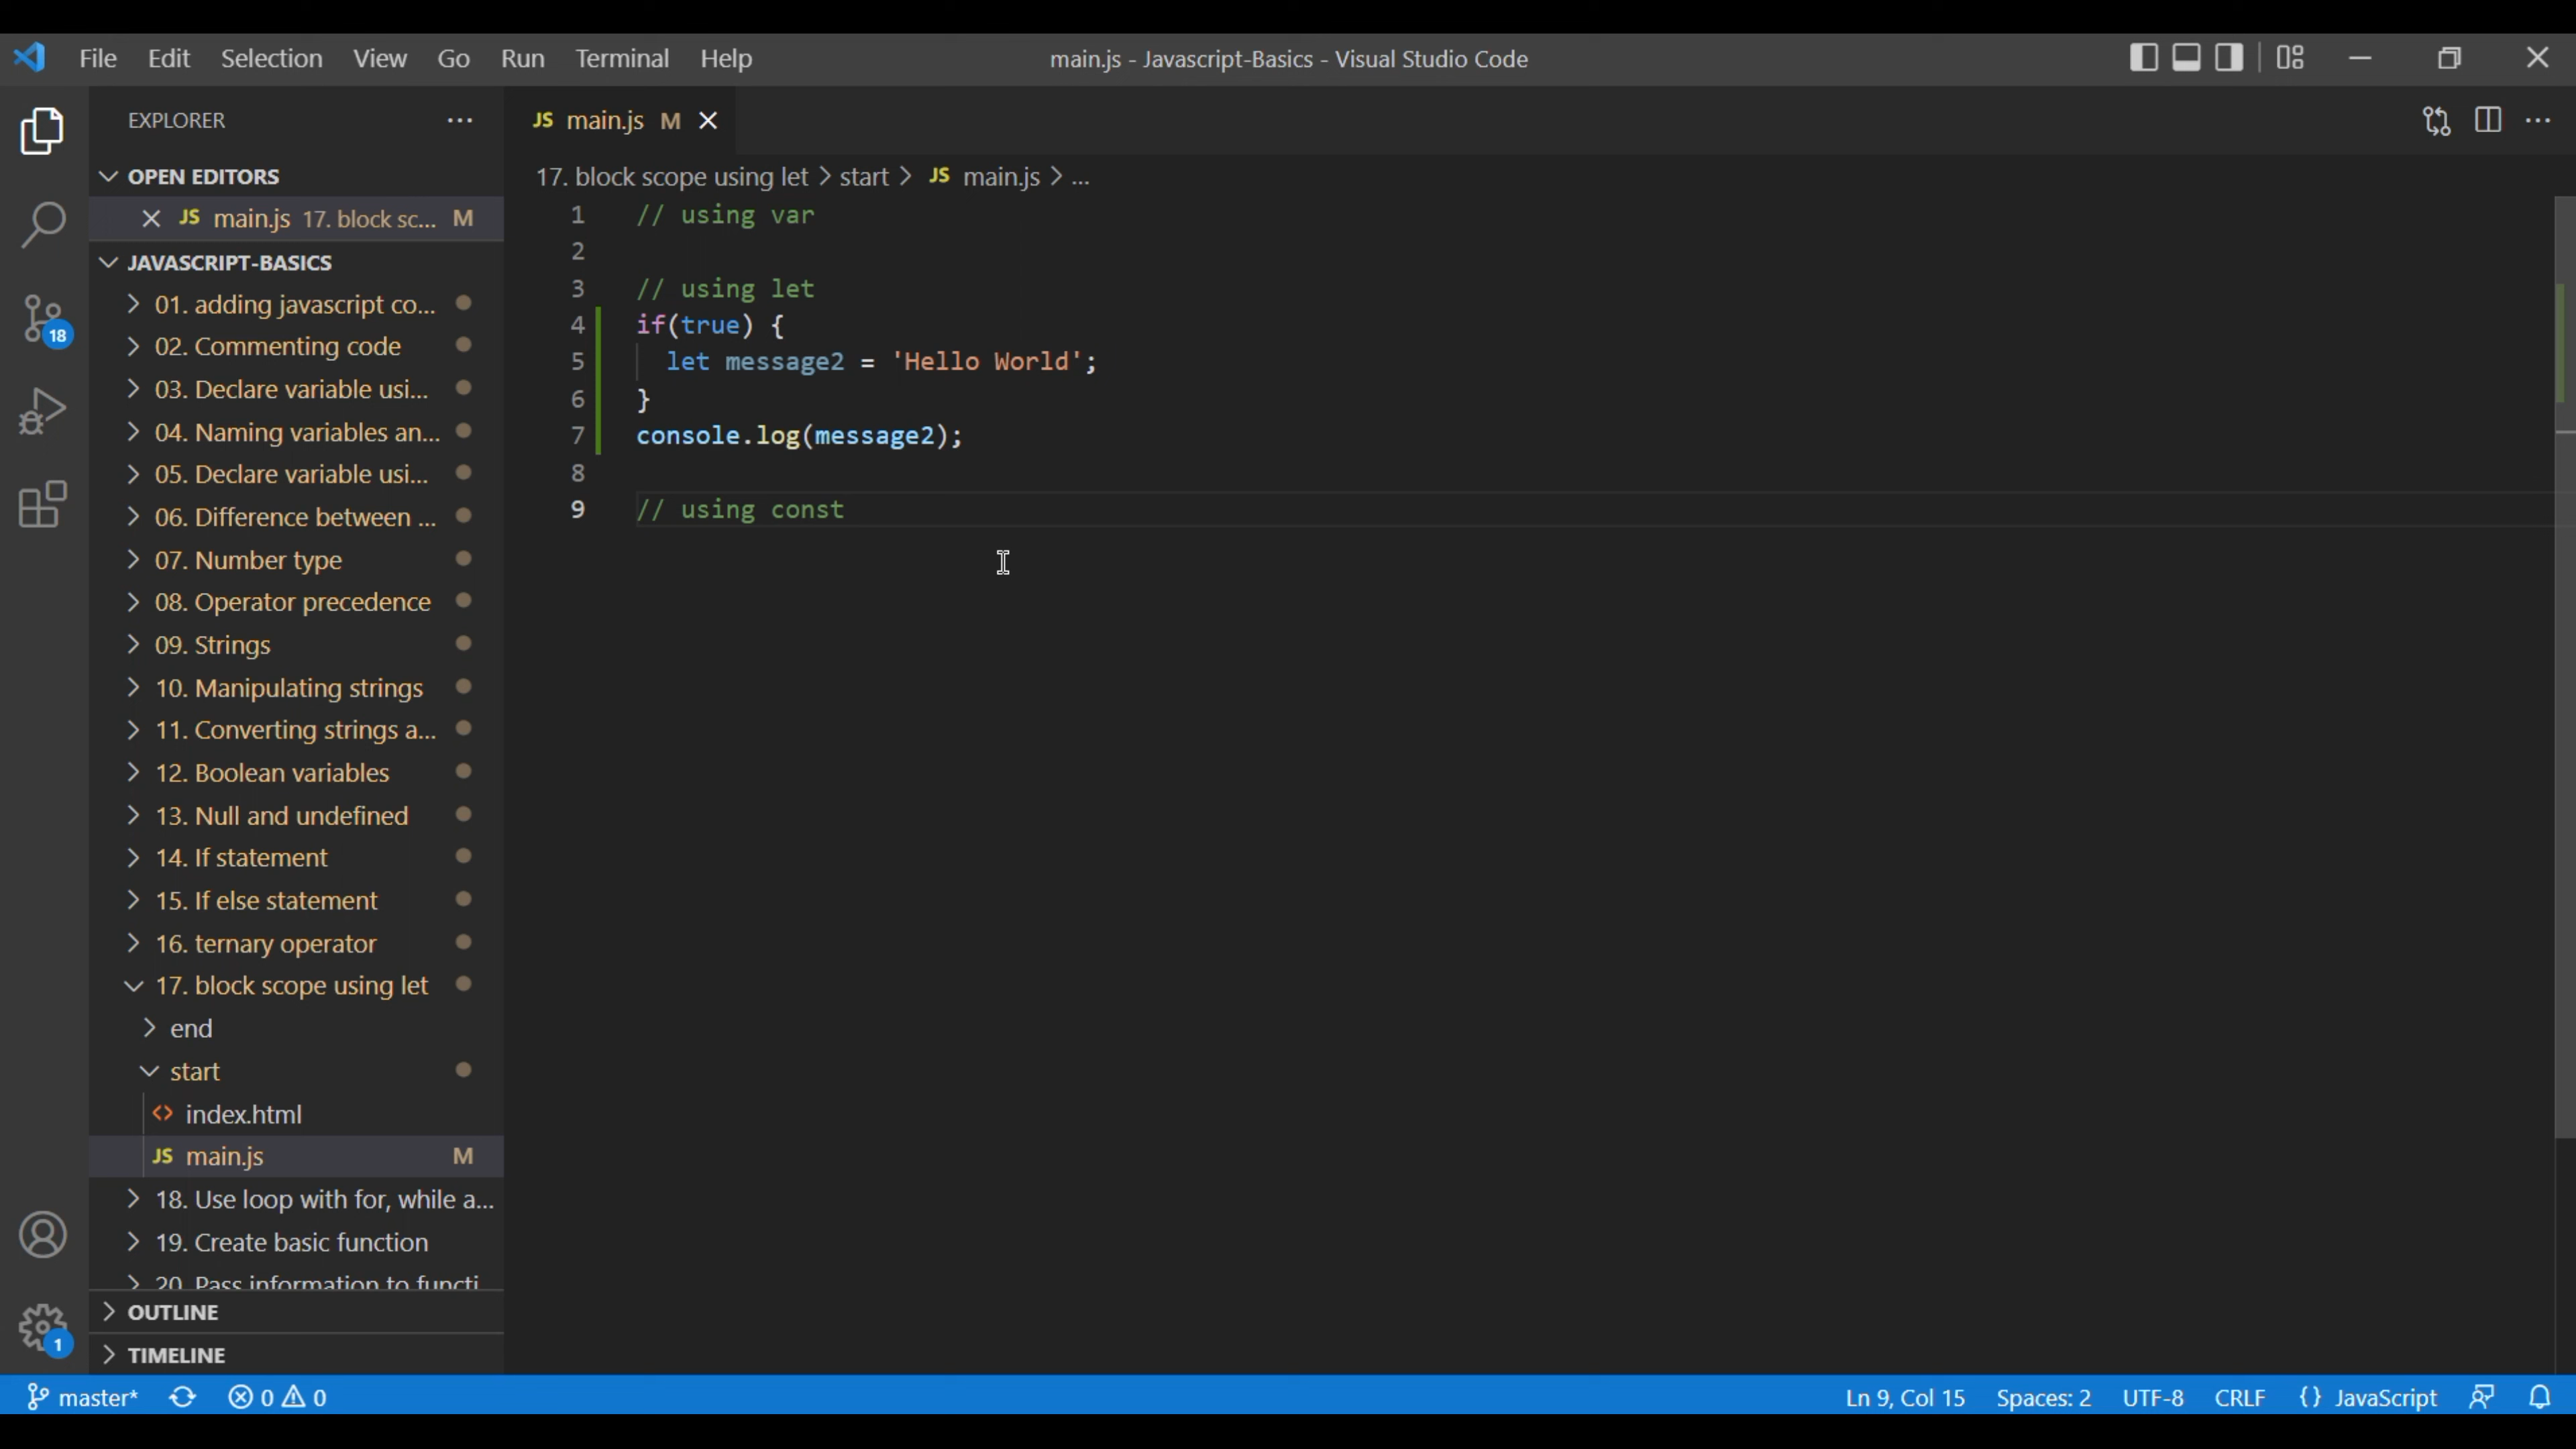 File Edit Selection View Go Run Terminal Help main.js - Javascript-Basics - Visual Studio Code
EXPLORER
OPEN EDITORS
JS main.js 17. block sc... M
JAVASCRIPT-BASICS
01. adding javascript co...
02. Commenting code
03. Declare variable usi...
04. Naming variables an...
05. Declare variable usi...
06. Difference between ...
07. Number type
08. Operator precedence
09. Strings
10. Manipulating strings
11. Converting strings a...
12. Boolean variables
13. Null and undefined
14. If statement
15. If else statement
16. ternary operator
17. block scope using let
end
start
<> index.html
JS main.js M
18. Use loop with for, while a...
19. Create basic function
20. Pass information to functi...
OUTLINE
TIMELINE
18
1
JS main.js M
17. block scope using let > start > JS main.js > ...
1 // using var
2
3 // using let
4 if(true) {
5 let message2 = 'Hello World';
6 }
7 console.log(message2);
8
9 // using const
master* 0 0 Ln 9, Col 15 Spaces: 2 UTF-8 CRLF {} JavaScript